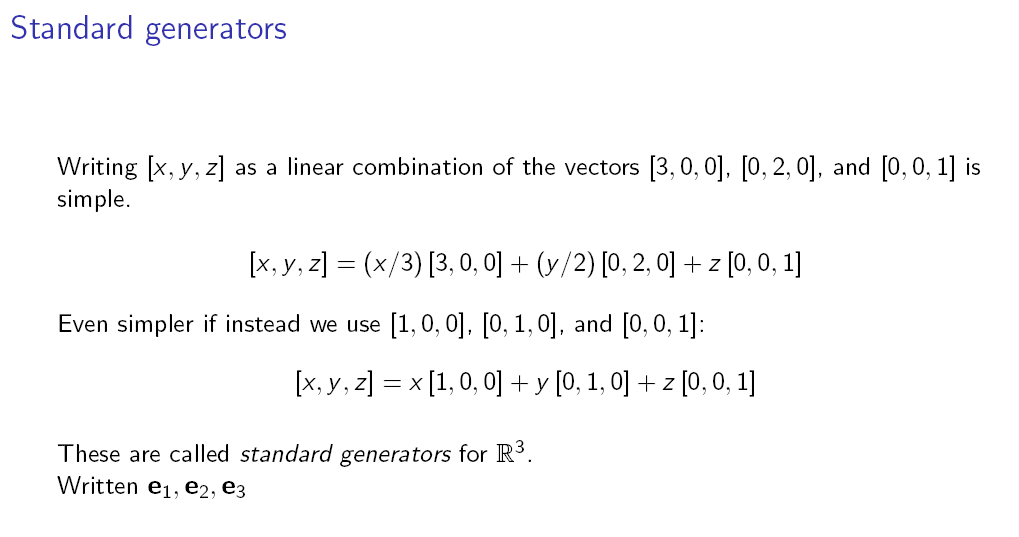 Standard generators
Writing [x, y, z] as a linear combination of the vectors [3, 0, 0], [0, 2, 0], and [0, 0, 1] is
simple.
[x, y, z] = (x/3) [3, 0, 0] + (y/2) [0, 2, 0] + z [0, 0, 1]
Even simpler if instead we use [1, 0, 0], [0, 1, 0], and [0, 0, 1]:
[x, y, z] = x [1, 0, 0] + y [0, 1, 0] + z [0, 0, 1]
These are called standard generators for ℝ³.
Written e₁, e₂, e₃